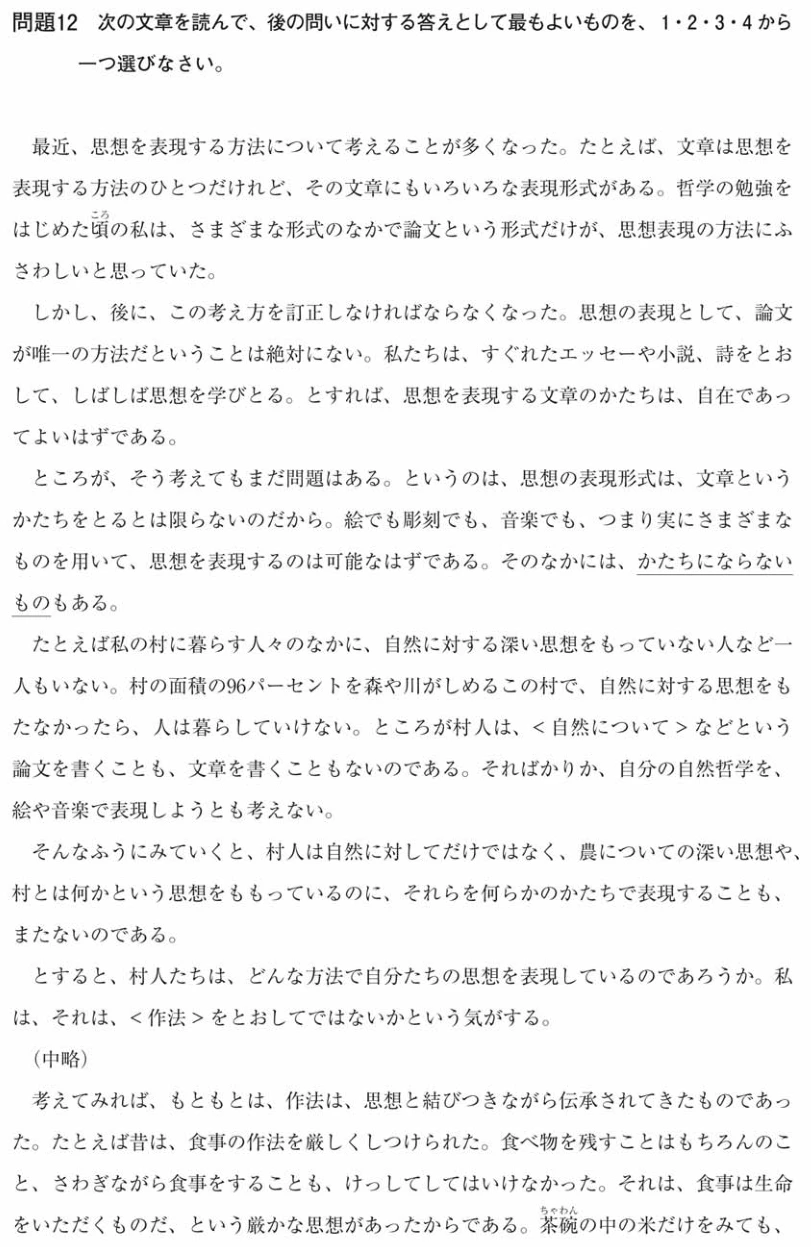 問題12　次の文章を読んで、後の問いに対する答えとして最もよいものを、1・2・3・4から
一つ選びなさい。
最近、思想を表現する方法について考えることが多くなった。たとえば、文章は思想を
表現する方法のひとつだけれど、その文章にもいろいろな表現形式がある。哲学の勉強を
はじめた頃の私は、さまざまな形式のなかで論文という形式だけが、思想表現の方法にふ
さわしいと思っていた。
しかし、後に、この考え方を訂正しなければならなくなった。思想の表現として、論文
が唯一の方法だということは絶対にない。私たちは、すぐれたエッセーや小説、詩をとお
して、しばしば思想を学びとる。とすれば、思想を表現する文章のかたちは、自在であっ
てよいはずである。
ところが、そう考えてもまだ問題はある。というのは、思想の表現形式は、文章という
かたちをとるとは限らないのだから。絵でも彫刻でも、音楽でも、つまり実にさまざまな
ものを用いて、思想を表現するのは可能なはずである。そのなかには、かたちにならない
ものもある。
たとえば私の村に暮らす人々のなかに、自然に対する深い思想をもっていない人など一
人もいない。村の面積の96パーセントを森や川がしめるこの村で、自然に対する思想をも
たなかったら、人は暮らしていけない。ところが村人は、＜自然について＞などという
論文を書くことも、文章を書くこともないのである。そればかりか、自分の自然哲学を、
絵や音楽で表現しようとも考えない。
そんなふうにみていくと、村人は自然に対してだけではなく、農についての深い思想や、
村とは何かという思想をももっているのに、それらを何らかのかたちで表現することも、
またないのである。
とすると、村人たちは、どんな方法で自分たちの思想を表現しているのであろうか。私
は、それは、＜作法＞をとおしてではないかという気がする。
（中略）
考えてみれば、もともとは、作法は、思想と結びつきながら伝承されてきたものであっ
た。たとえば昔は、食事の作法を厳しくしつけられた。食べ物を残すことはもちろんのこ
と、さわぎながら食事をすることも、けっしてしてはいけなかった。それは、食事は生命
をいただくものだ、という厳かな思想があったからである。茶碗の中の米だけをみても、